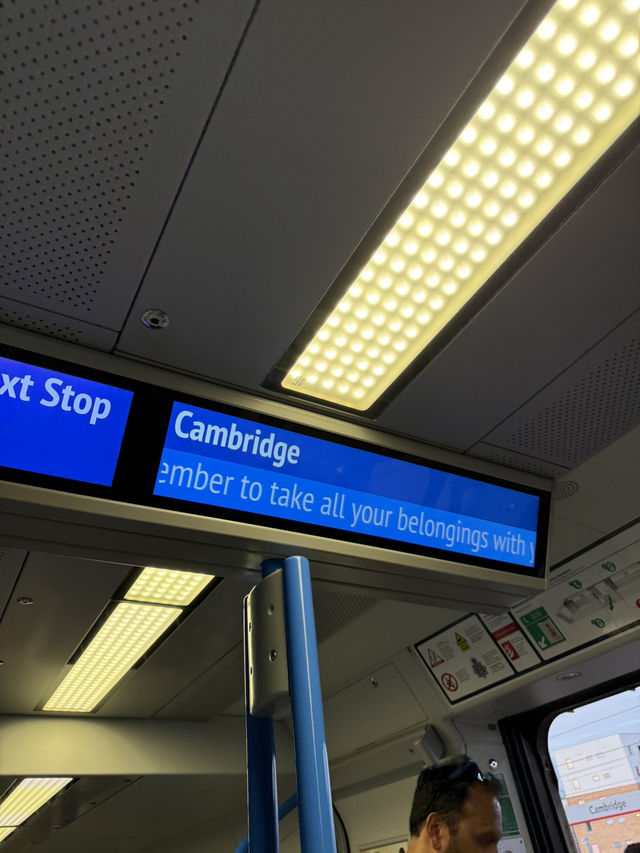 xt Stop
Cambridge
ember to take all your belongings with y
Cambridge